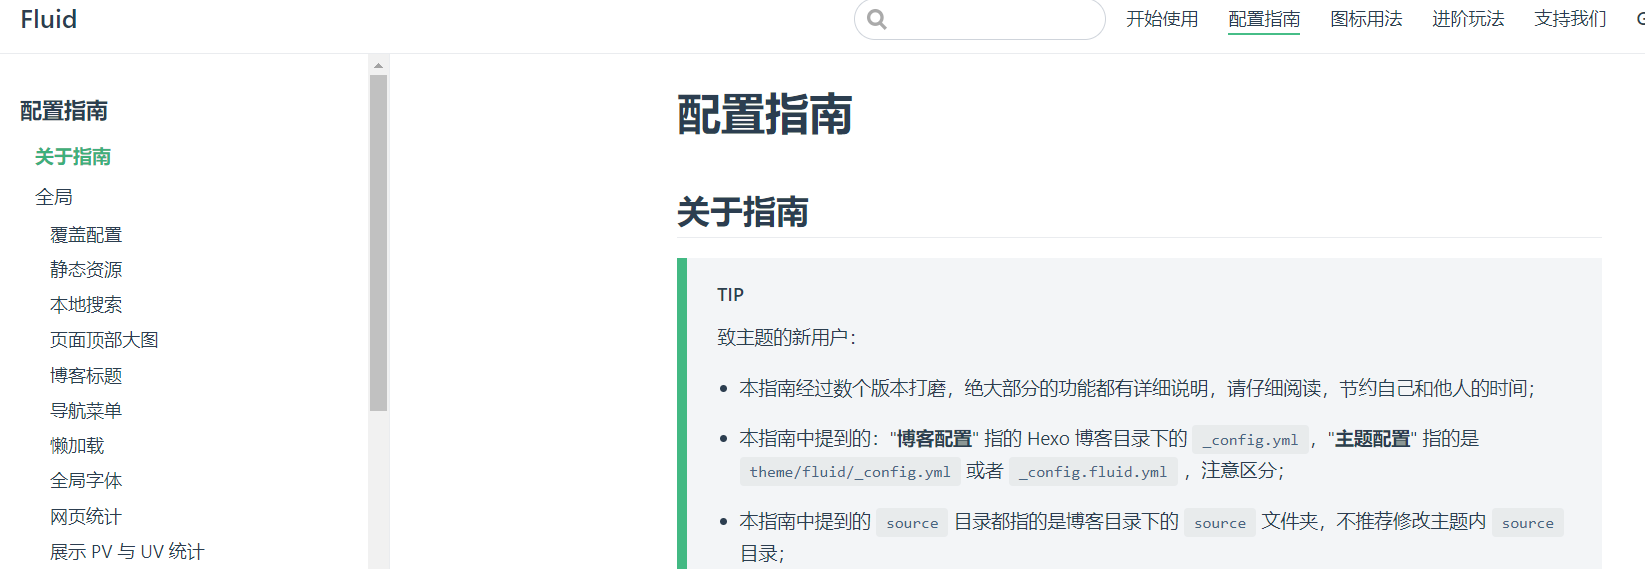 Fluid
开始使用 配置指南 图标用法 进阶玩法 支持我们
配置指南
关于指南
全局
覆盖配置
静态资源
本地搜索
页面顶部大图
博客标题
导航菜单
懒加载
全局字体
网页统计
展示 PV 与 UV 统计
配置指南
关于指南
TIP
致主题的新用户：
本指南经过数个版本打磨，绝大部分的功能都有详细说明，请仔细阅读，节约自己和他人的时间；
本指南中提到的："博客配置" 指的 Hexo 博客目录下的 _config.yml ，"主题配置" 指的是
theme/fluid/_config.yml 或者 _config.fluid.yml ，注意区分；
本指南中提到的 source 目录都指的是博客目录下的 source 文件夹，不推荐修改主题内 source
目录；